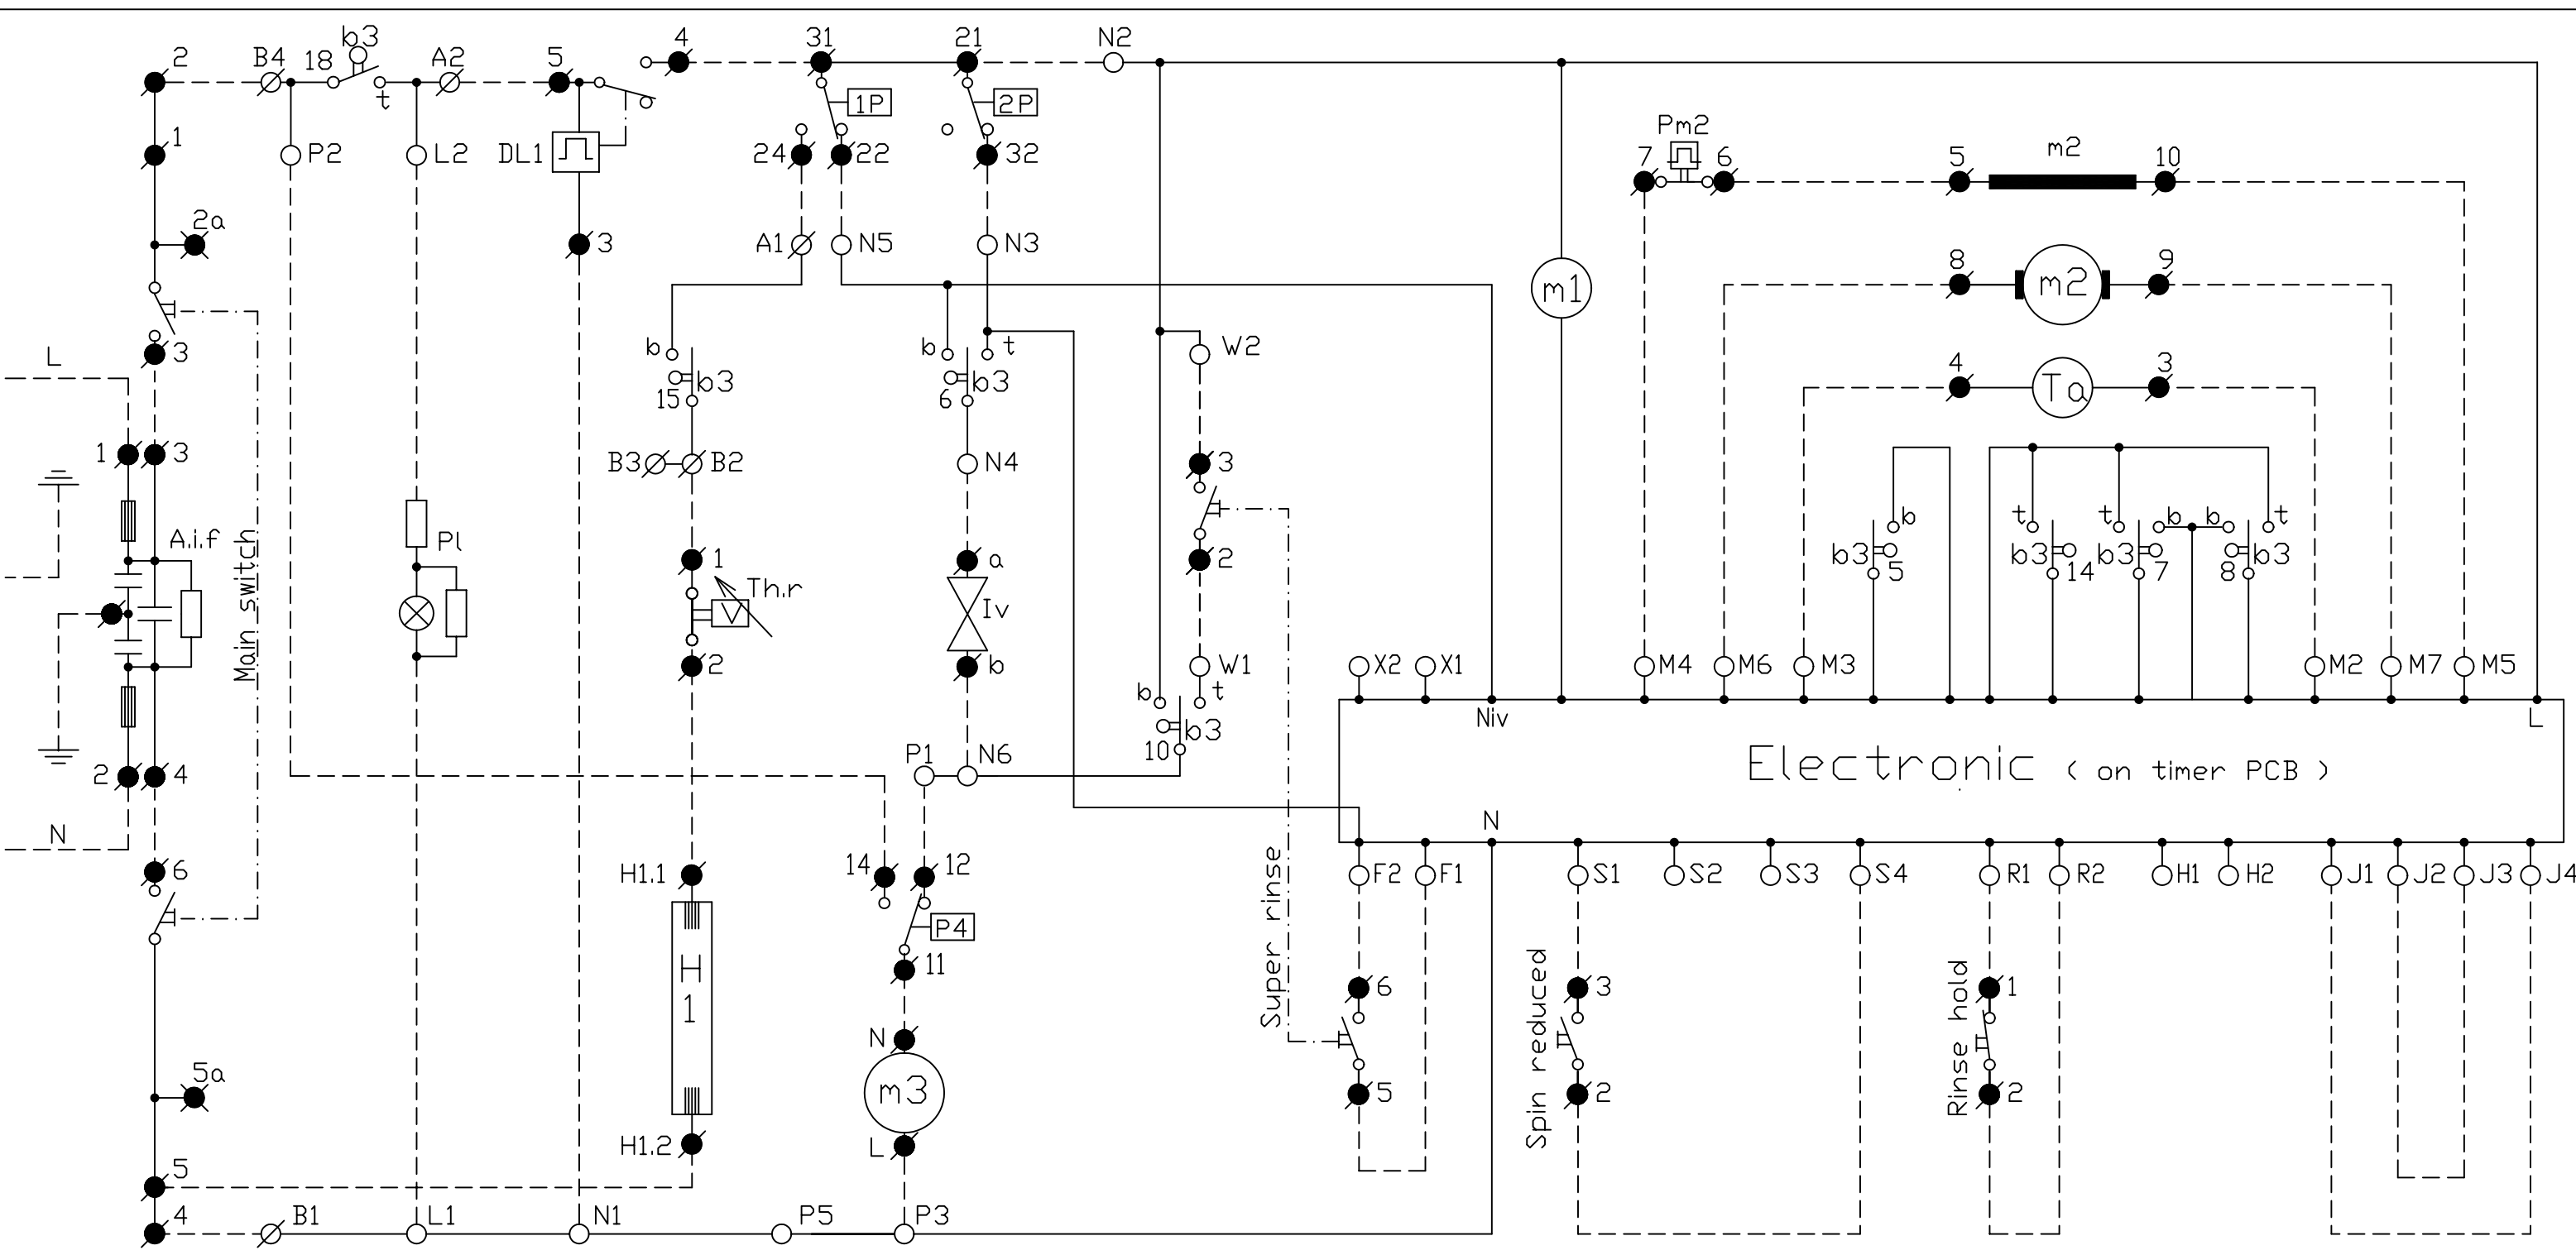 2 B4 18 b3 A2 5 4 31 21 N2
t
1 P2 L2 DL1 24 22 1P 2P 32 7 Pm2 6 5 m2 10
2a 3 A1 N5 N3 m1 8 m2 9
L 3 b b3 15 b t b3 6 W2 4 Ta 3
1 3 B3 B2 N4 3
A.i.f Pl 1 Th.r a Iv 2 b b3 5 t b3 14 t b b3 7 b t b3 8
Main switch
2 b W1 X2 X1 M4 M6 M3 M2 M7 M5
b t b3 10 Niv L
2 4 P1 N6 Electronic ( on timer PCB )
N N
6 H1.1 14 12 F2 F1 S1 S2 S3 S4 R1 R2 H1 H2 J1 J2 J3 J4
H 1 P4 11
Super rinse 6 5
Spin reduced 3 2
Rinse hold 1 2
N m3 L
5a
5 H1.2
4 B1 L1 N1 P5 P3